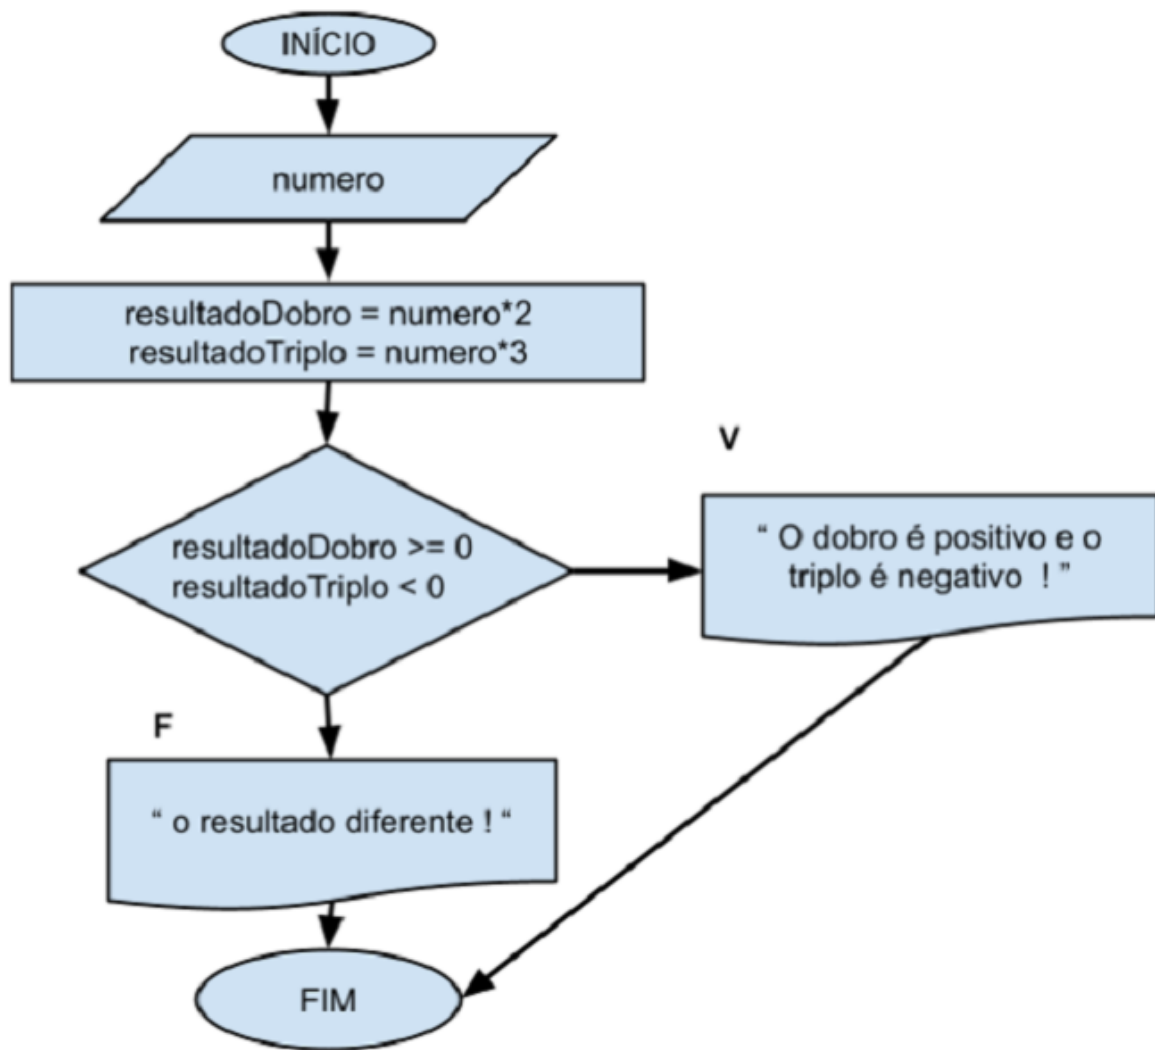 INÍCIO
numero
resultadoDobro = numero*2
resultadoTriplo = numero*3
resultadoDobro >= 0
resultadoTriplo < 0
V
“ O dobro é positivo e o
triplo é negativo ! ”
F
“ o resultado diferente ! “
FIM